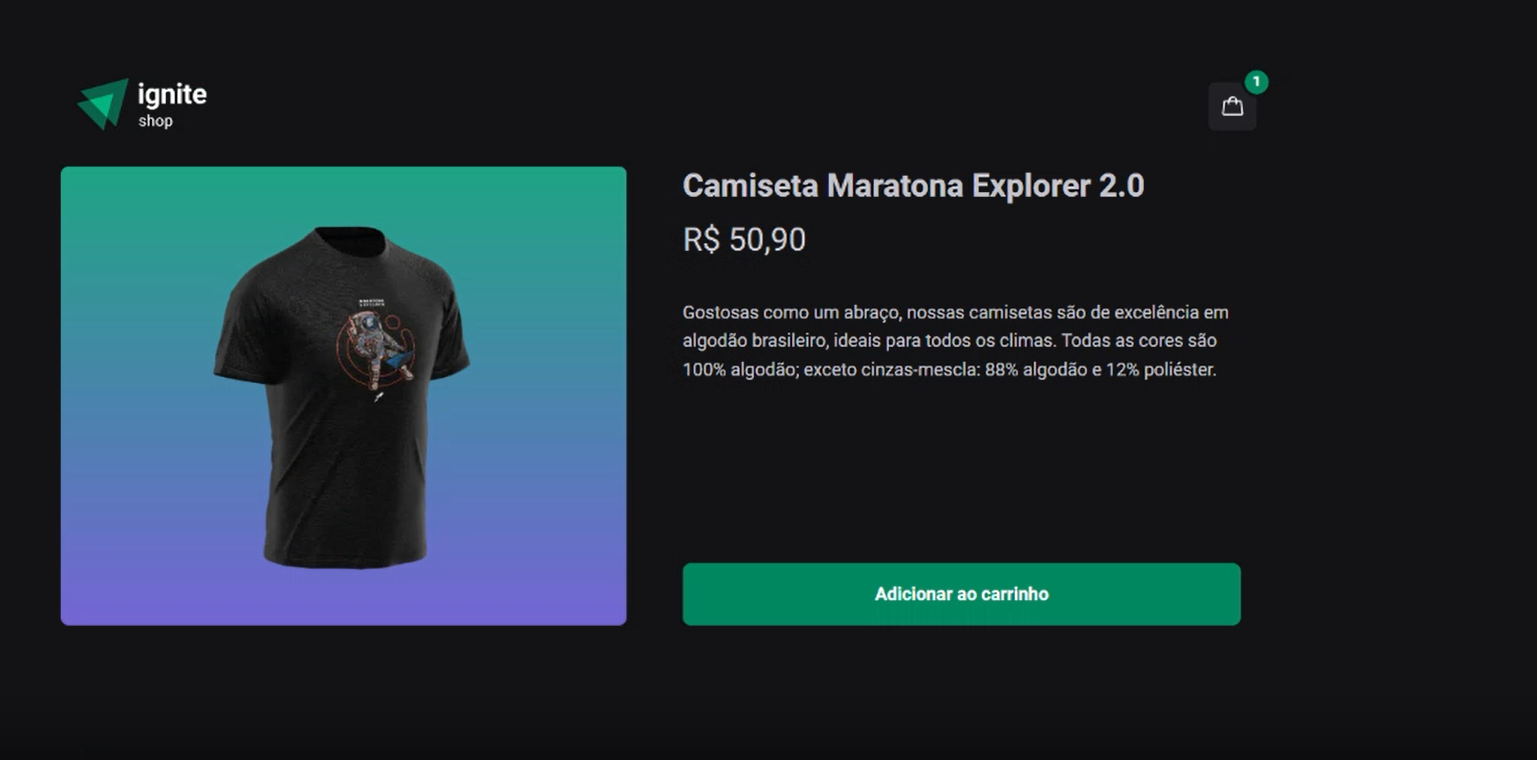 ignite
shop
1
Camiseta Maratona Explorer 2.0
R$ 50,90
Gostosas como um abraço, nossas camisetas são de excelência em
algodão brasileiro, ideais para todos os climas. Todas as cores são
100% algodão; exceto cinzas-mescla: 88% algodão e 12% poliéster.
Adicionar ao carrinho